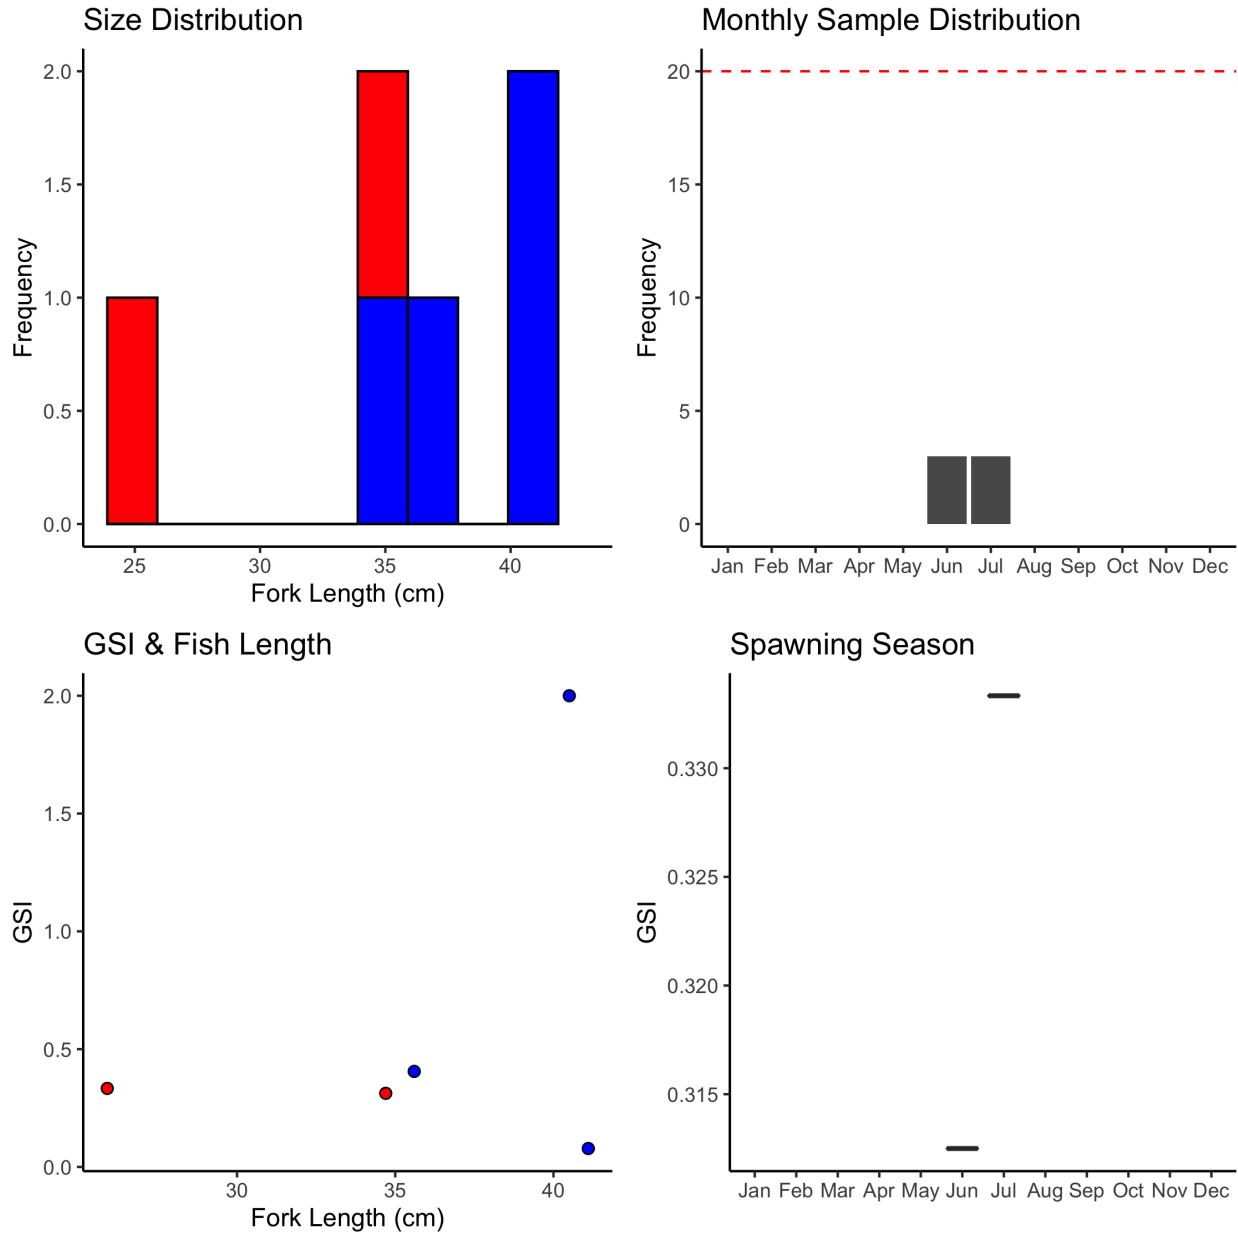 Size Distribution
Frequency
2.0
1.5
1.0
0.5
0.0
25 30 35 40
Fork Length (cm)
Monthly Sample Distribution
Frequency
20
15
10
5
0
Jan Feb Mar Apr May Jun Jul Aug Sep Oct Nov Dec
GSI & Fish Length
GSI
2.0
1.5
1.0
0.5
0.0
30 35 40
Fork Length (cm)
Spawning Season
GSI
0.330
0.325
0.320
0.315
Jan Feb Mar Apr May Jun Jul Aug Sep Oct Nov Dec